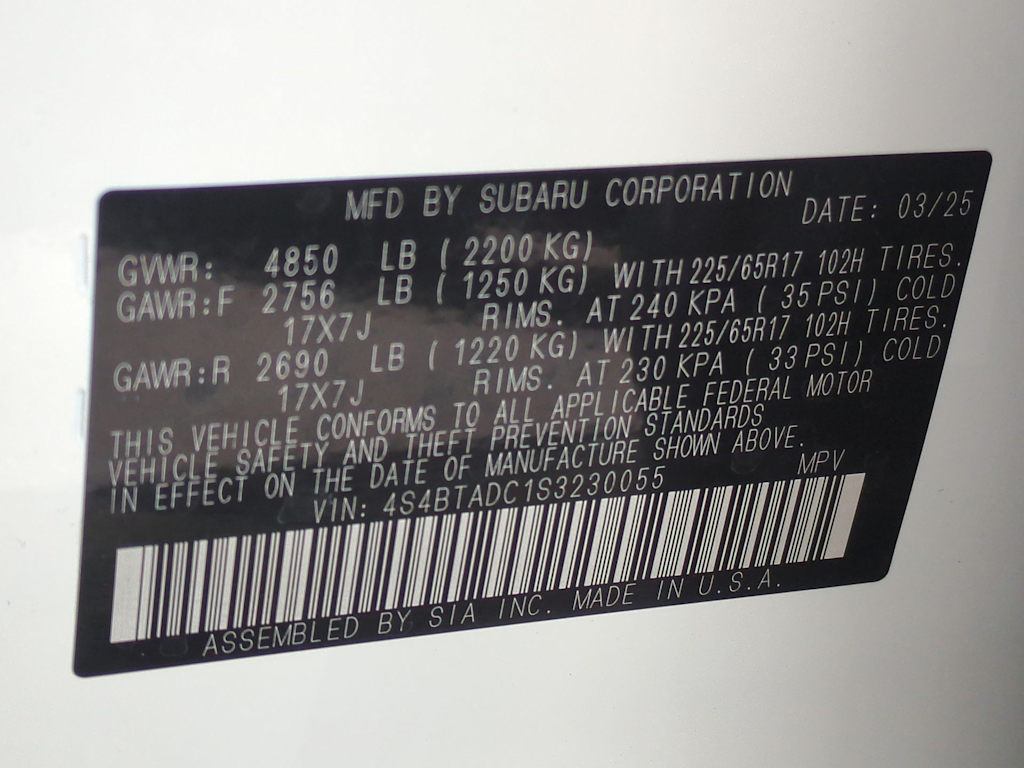 MFD BY SUBARU CORPORATION
DATE: 03/25
GVWR: 4850 LB ( 2200 KG)
GAWR:F 2756 LB ( 1250 KG) WITH 225/65R17 102H TIRES.
17X7J RIMS. AT 240 KPA ( 35 PSI) COLD
GAWR:R 2690 LB ( 1220 KG) WITH 225/65R17 102H TIRES.
17X7J RIMS. AT 230 KPA ( 33 PSI) COLD
THIS VEHICLE CONFORMS TO ALL APPLICABLE FEDERAL MOTOR
VEHICLE SAFETY AND THEFT PREVENTION STANDARDS
IN EFFECT ON THE DATE OF MANUFACTURE SHOWN ABOVE.
VIN: 4S4BTADC1S3230055 MPV
ASSEMBLED BY SIA INC. MADE IN U.S.A.